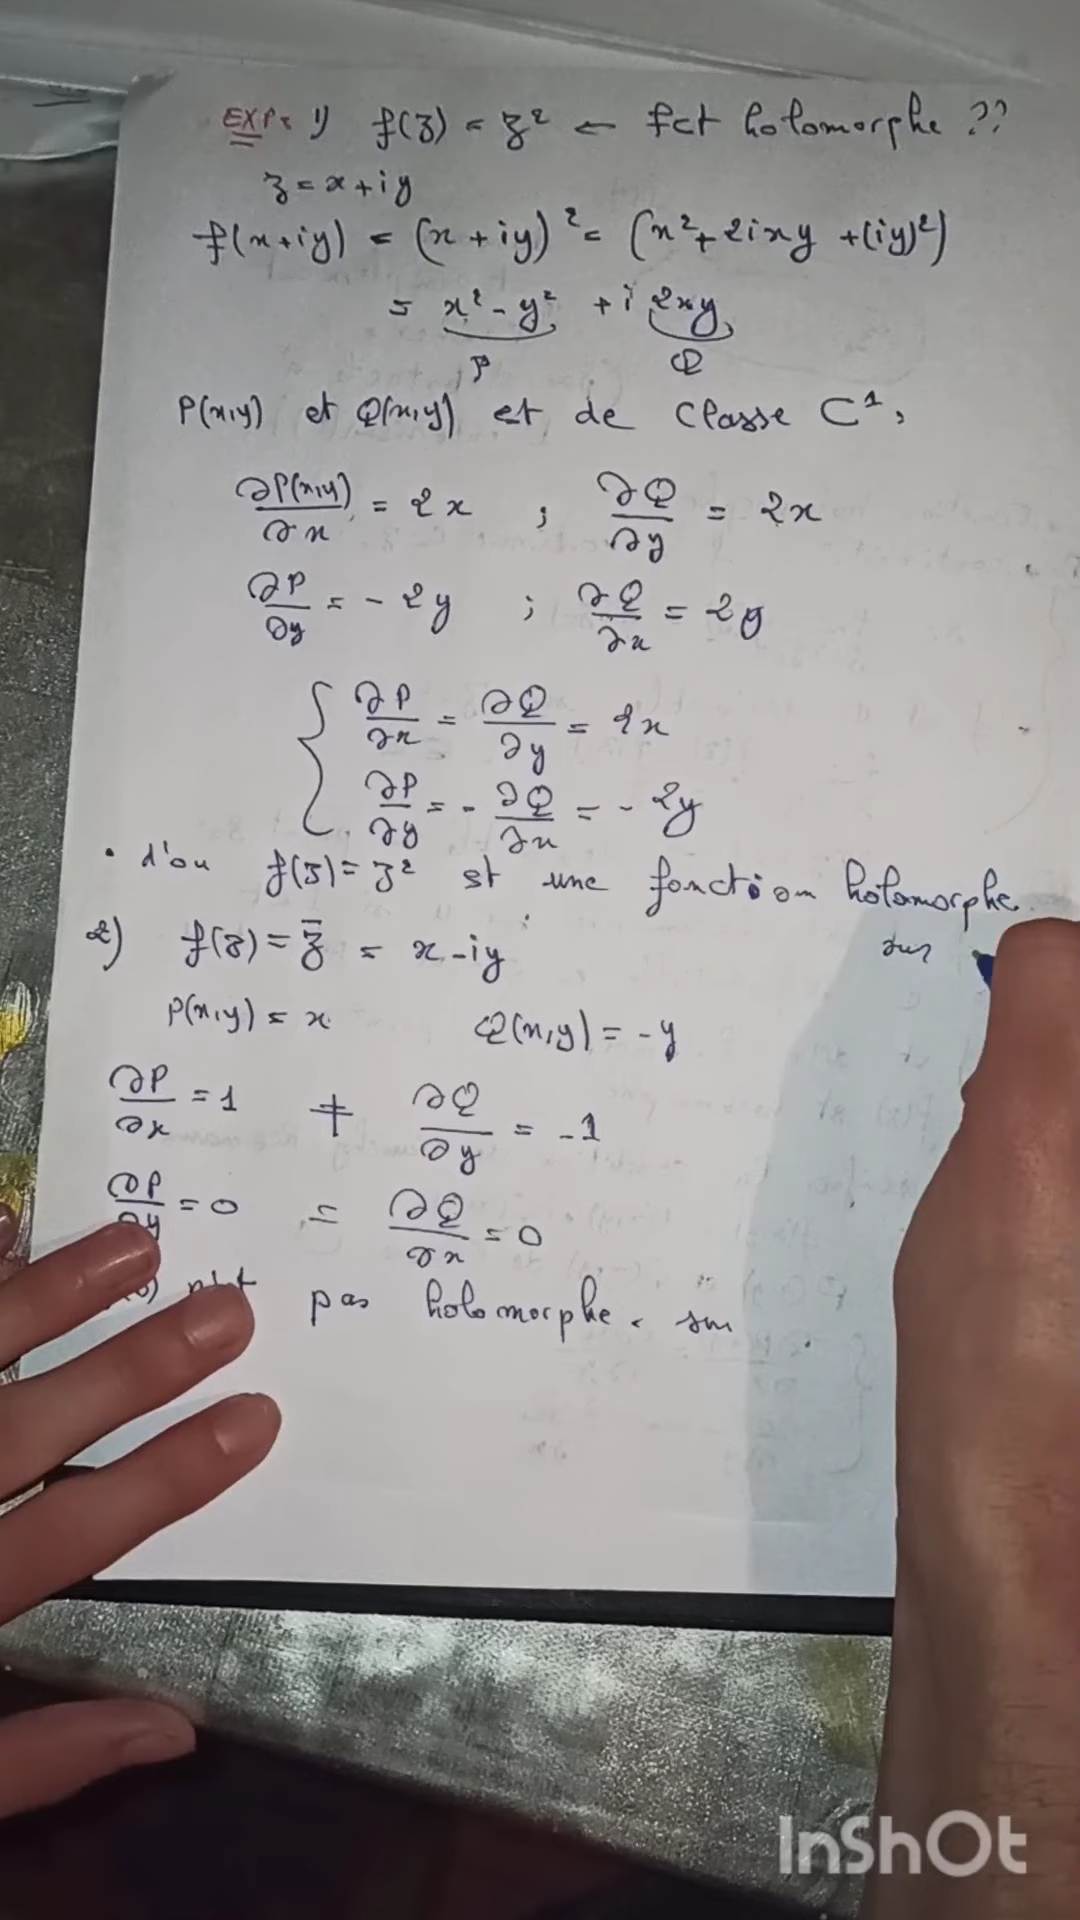 EXP: 1) f(z) = z² ← fct holomorphe ??
z = x + iy
f(x+iy) = (x + iy)² = (x² + 2ixy + (iy)²)
= x² - y² + i 2xy
P Q
P(x,y) et Q(x,y) et de classe C¹,
∂P(x,y)/∂x = 2x ; ∂Q/∂y = 2x
∂P/∂y = - 2y ; ∂Q/∂x = 2y
{ ∂P/∂x = ∂Q/∂y = 2x
∂P/∂y = - ∂Q/∂x = - 2y
• d'ou f(z) = z² est une fonction holomorphe.
sur
2) f(z) = z̅ = x - iy
P(x,y) = x Q(x,y) = -y
∂P/∂x = 1 ≠ ∂Q/∂y = -1
∂P/∂y = 0 = ∂Q/∂x = 0
pas holomorphe. sur
InShOt